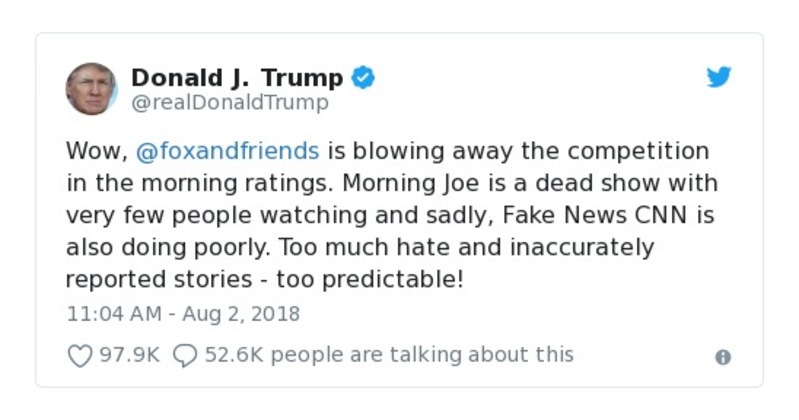 Donald J. Trump
@realDonaldTrump
Wow, @foxandfriends is blowing away the competition
in the morning ratings. Morning Joe is a dead show with
very few people watching and sadly, Fake News CNN is
also doing poorly. Too much hate and inaccurately
reported stories - too predictable!
11:04 AM - Aug 2, 2018
97.9K 52.6K people are talking about this